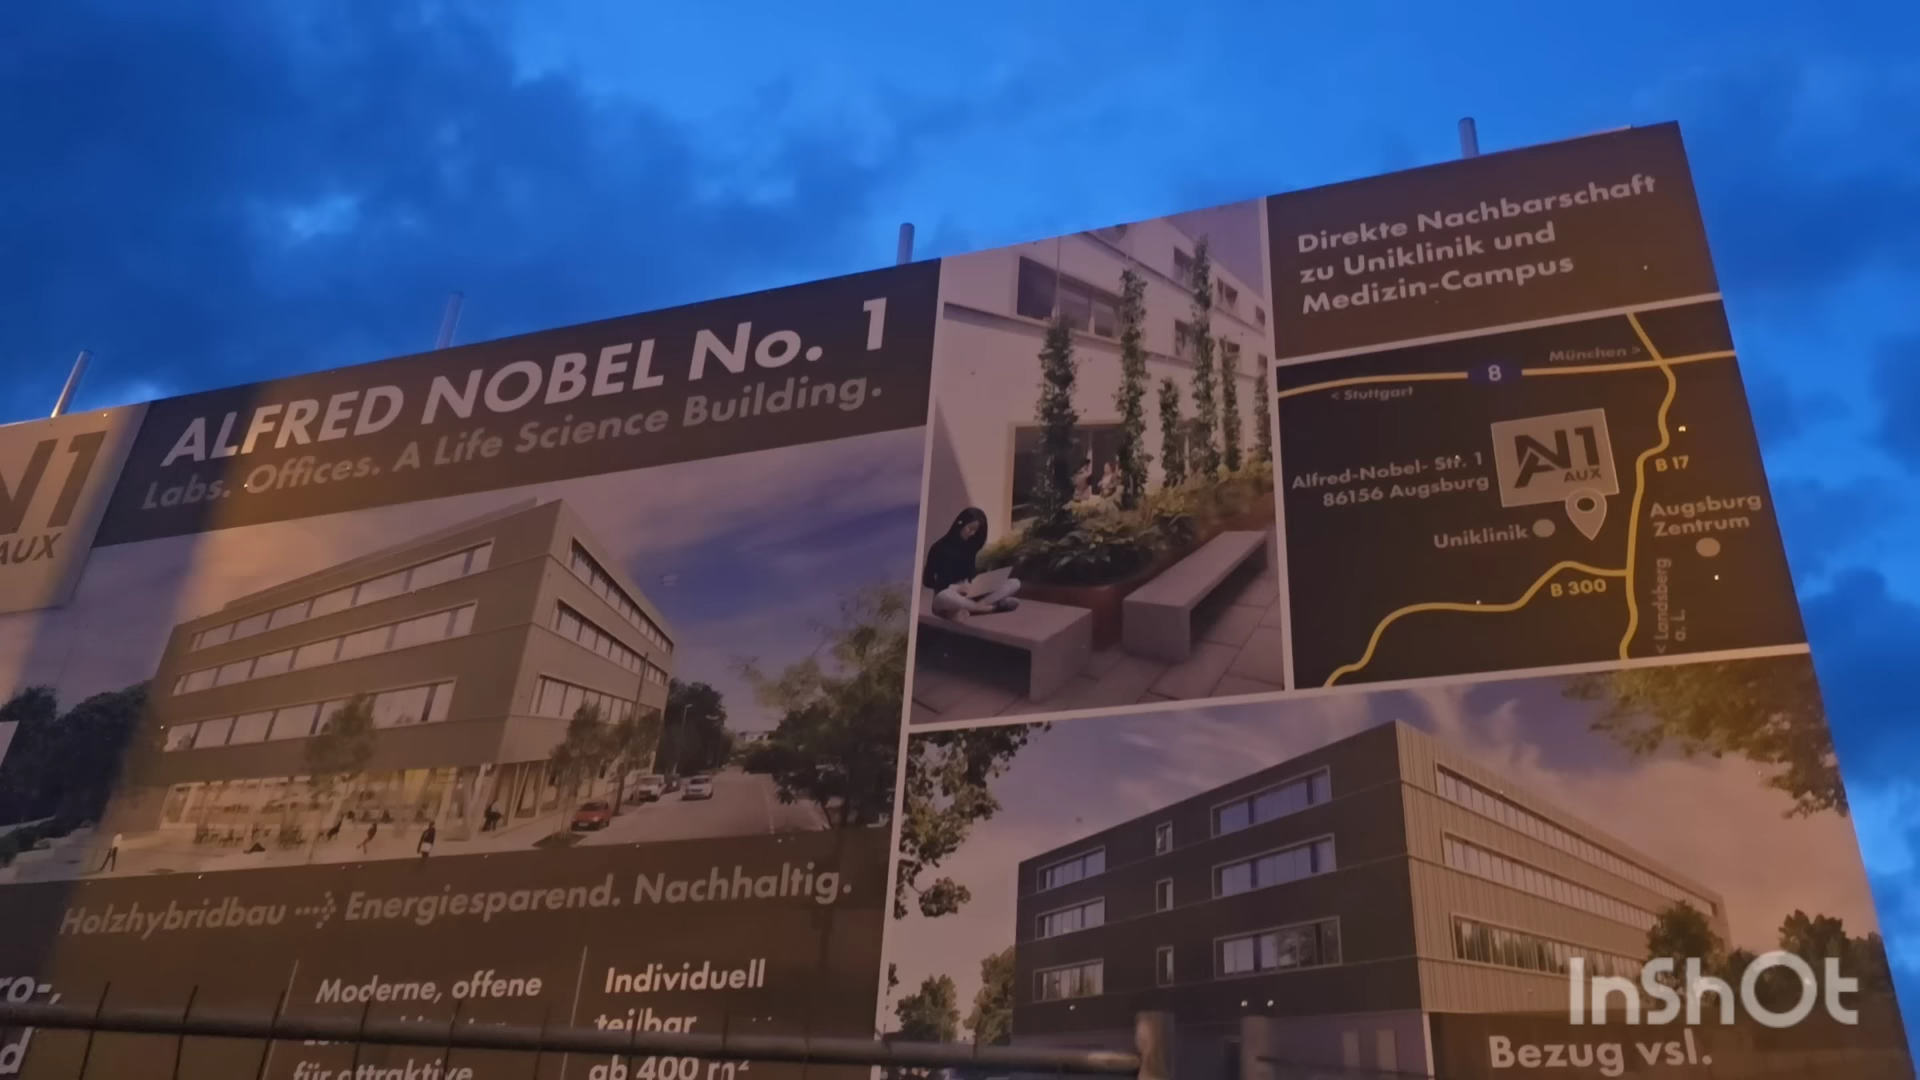 AN1
AUX
ALFRED NOBEL No. 1
Labs. Offices. A Life Science Building.
Holzhybridbau ···> Energiesparend. Nachhaltig.
Moderne, offene
für attraktive
Individuell
teilbar
ab 400 m²
Direkte Nachbarschaft
zu Uniklinik und
Medizin-Campus
München >
8
< Stuttgart
AN1
AUX
Alfred-Nobel- Str. 1
86156 Augsburg
B 17
Augsburg
Zentrum
Uniklinik
B 300
< Landsberg
a. L.
Bezug vsl.
InShOt